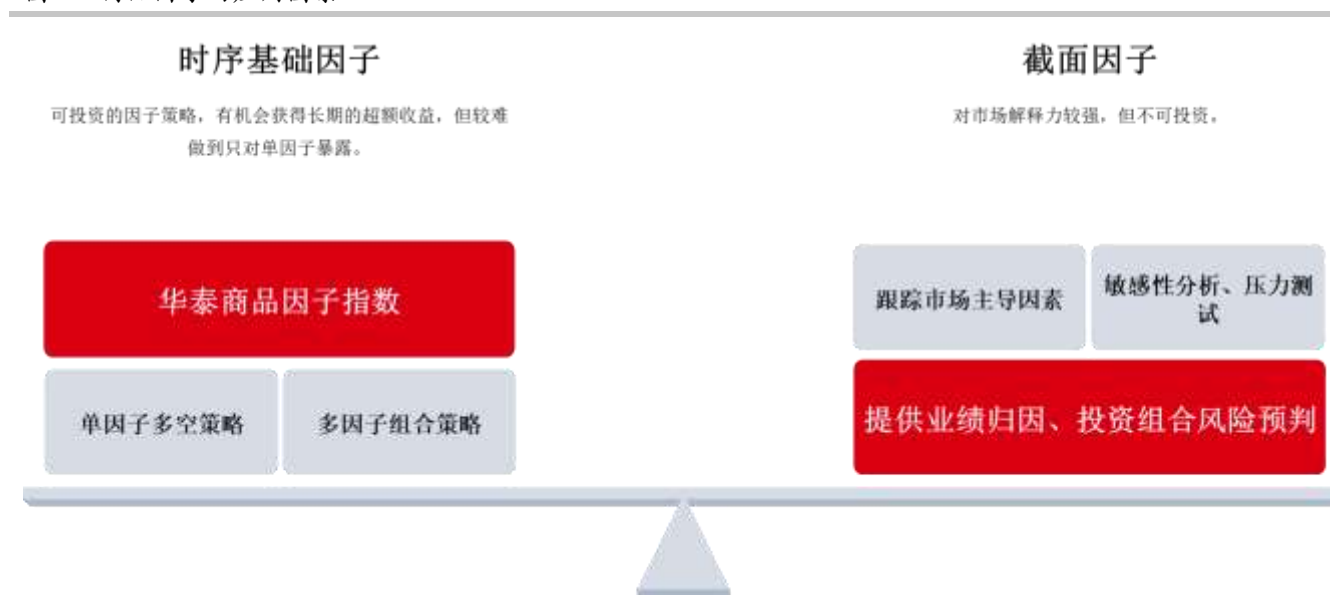 时序基础因子
可投资的因子策略，有机会获得长期的超额收益，但较难
做到只对单因子暴露。
华泰商品因子指数
单因子多空策略
多因子组合策略
截面因子
对市场解释力较强，但不可投资。
跟踪市场主导因素
敏感性分析、压力测
试
提供业绩归因、投资组合风险预判